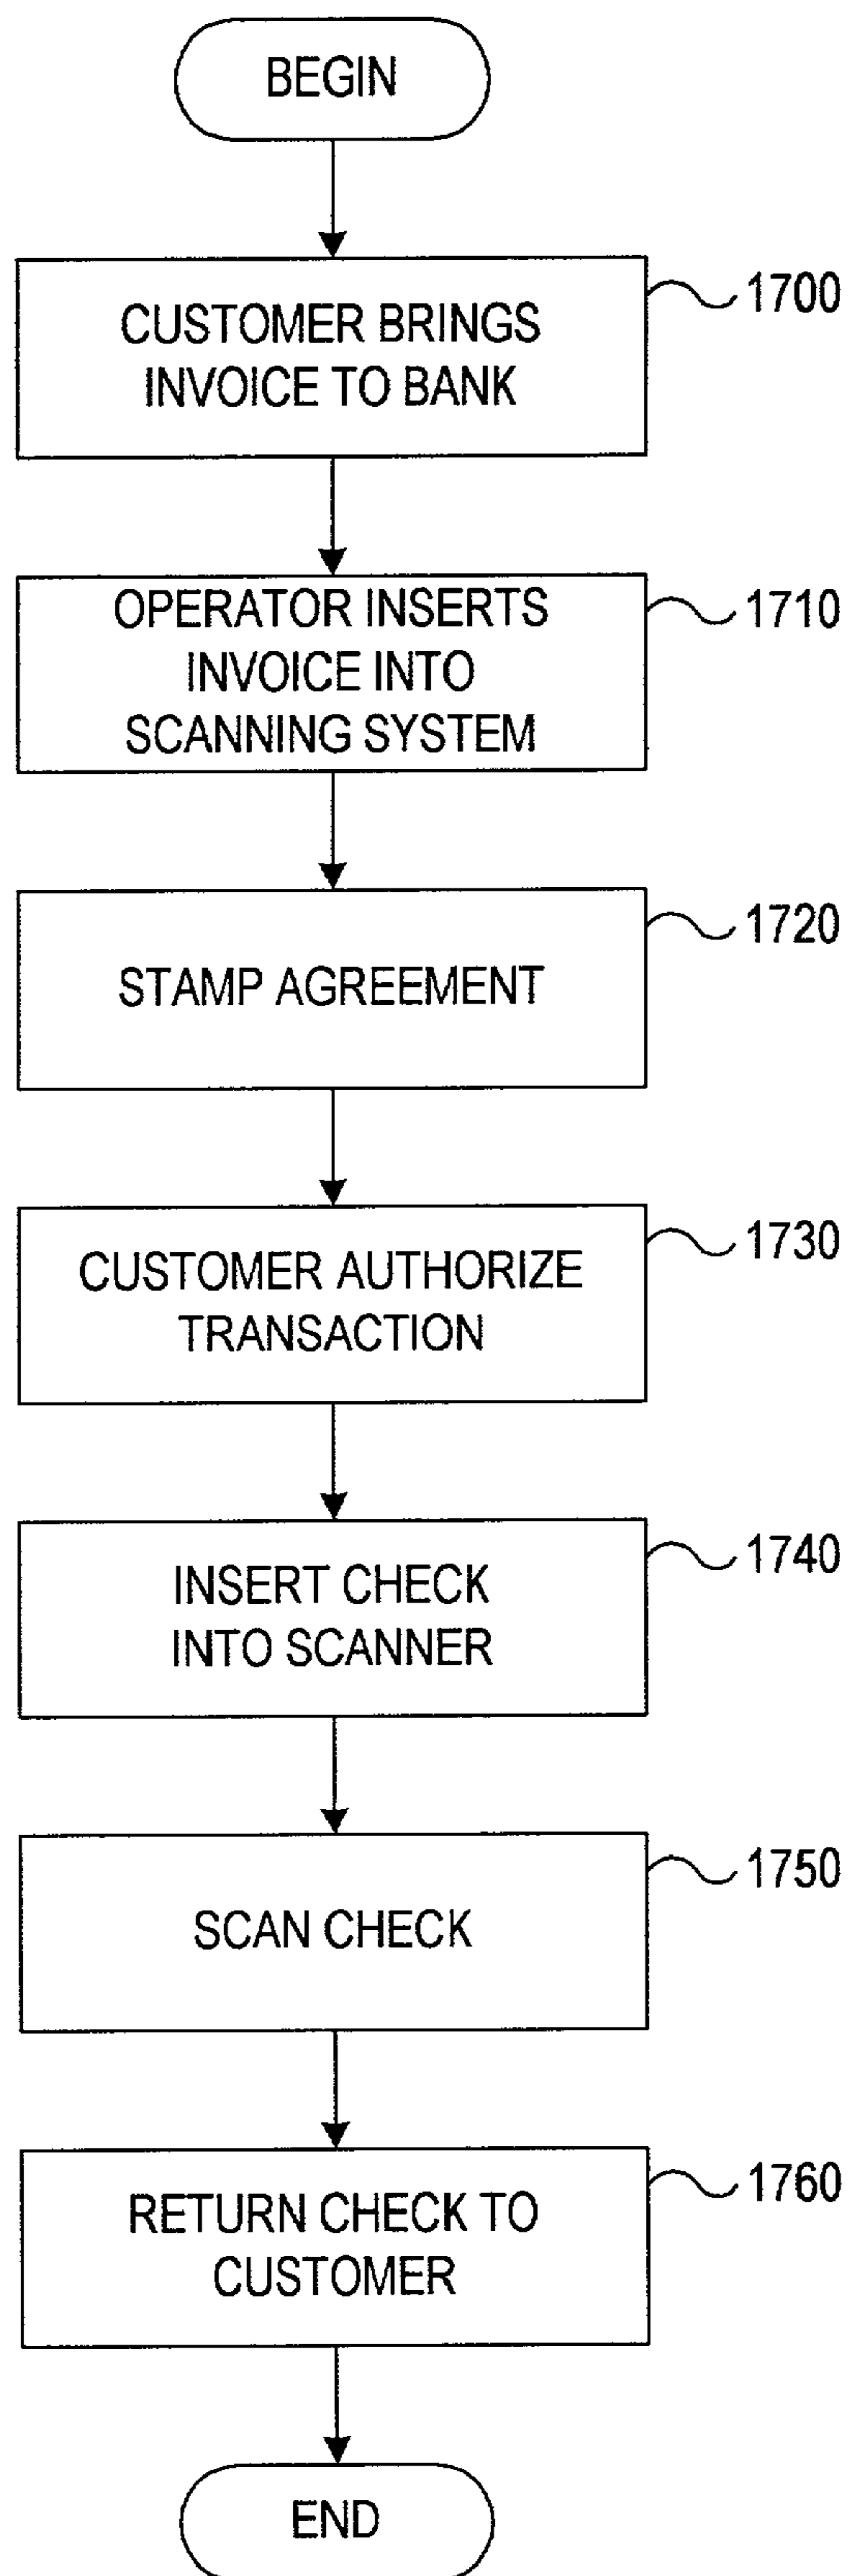 BEGIN
CUSTOMER BRINGS
INVOICE TO BANK
1700
OPERATOR INSERTS
INVOICE INTO
SCANNING SYSTEM
1710
STAMP AGREEMENT
1720
CUSTOMER AUTHORIZE
TRANSACTION
1730
INSERT CHECK
INTO SCANNER
1740
SCAN CHECK
1750
RETURN CHECK TO
CUSTOMER
1760
END